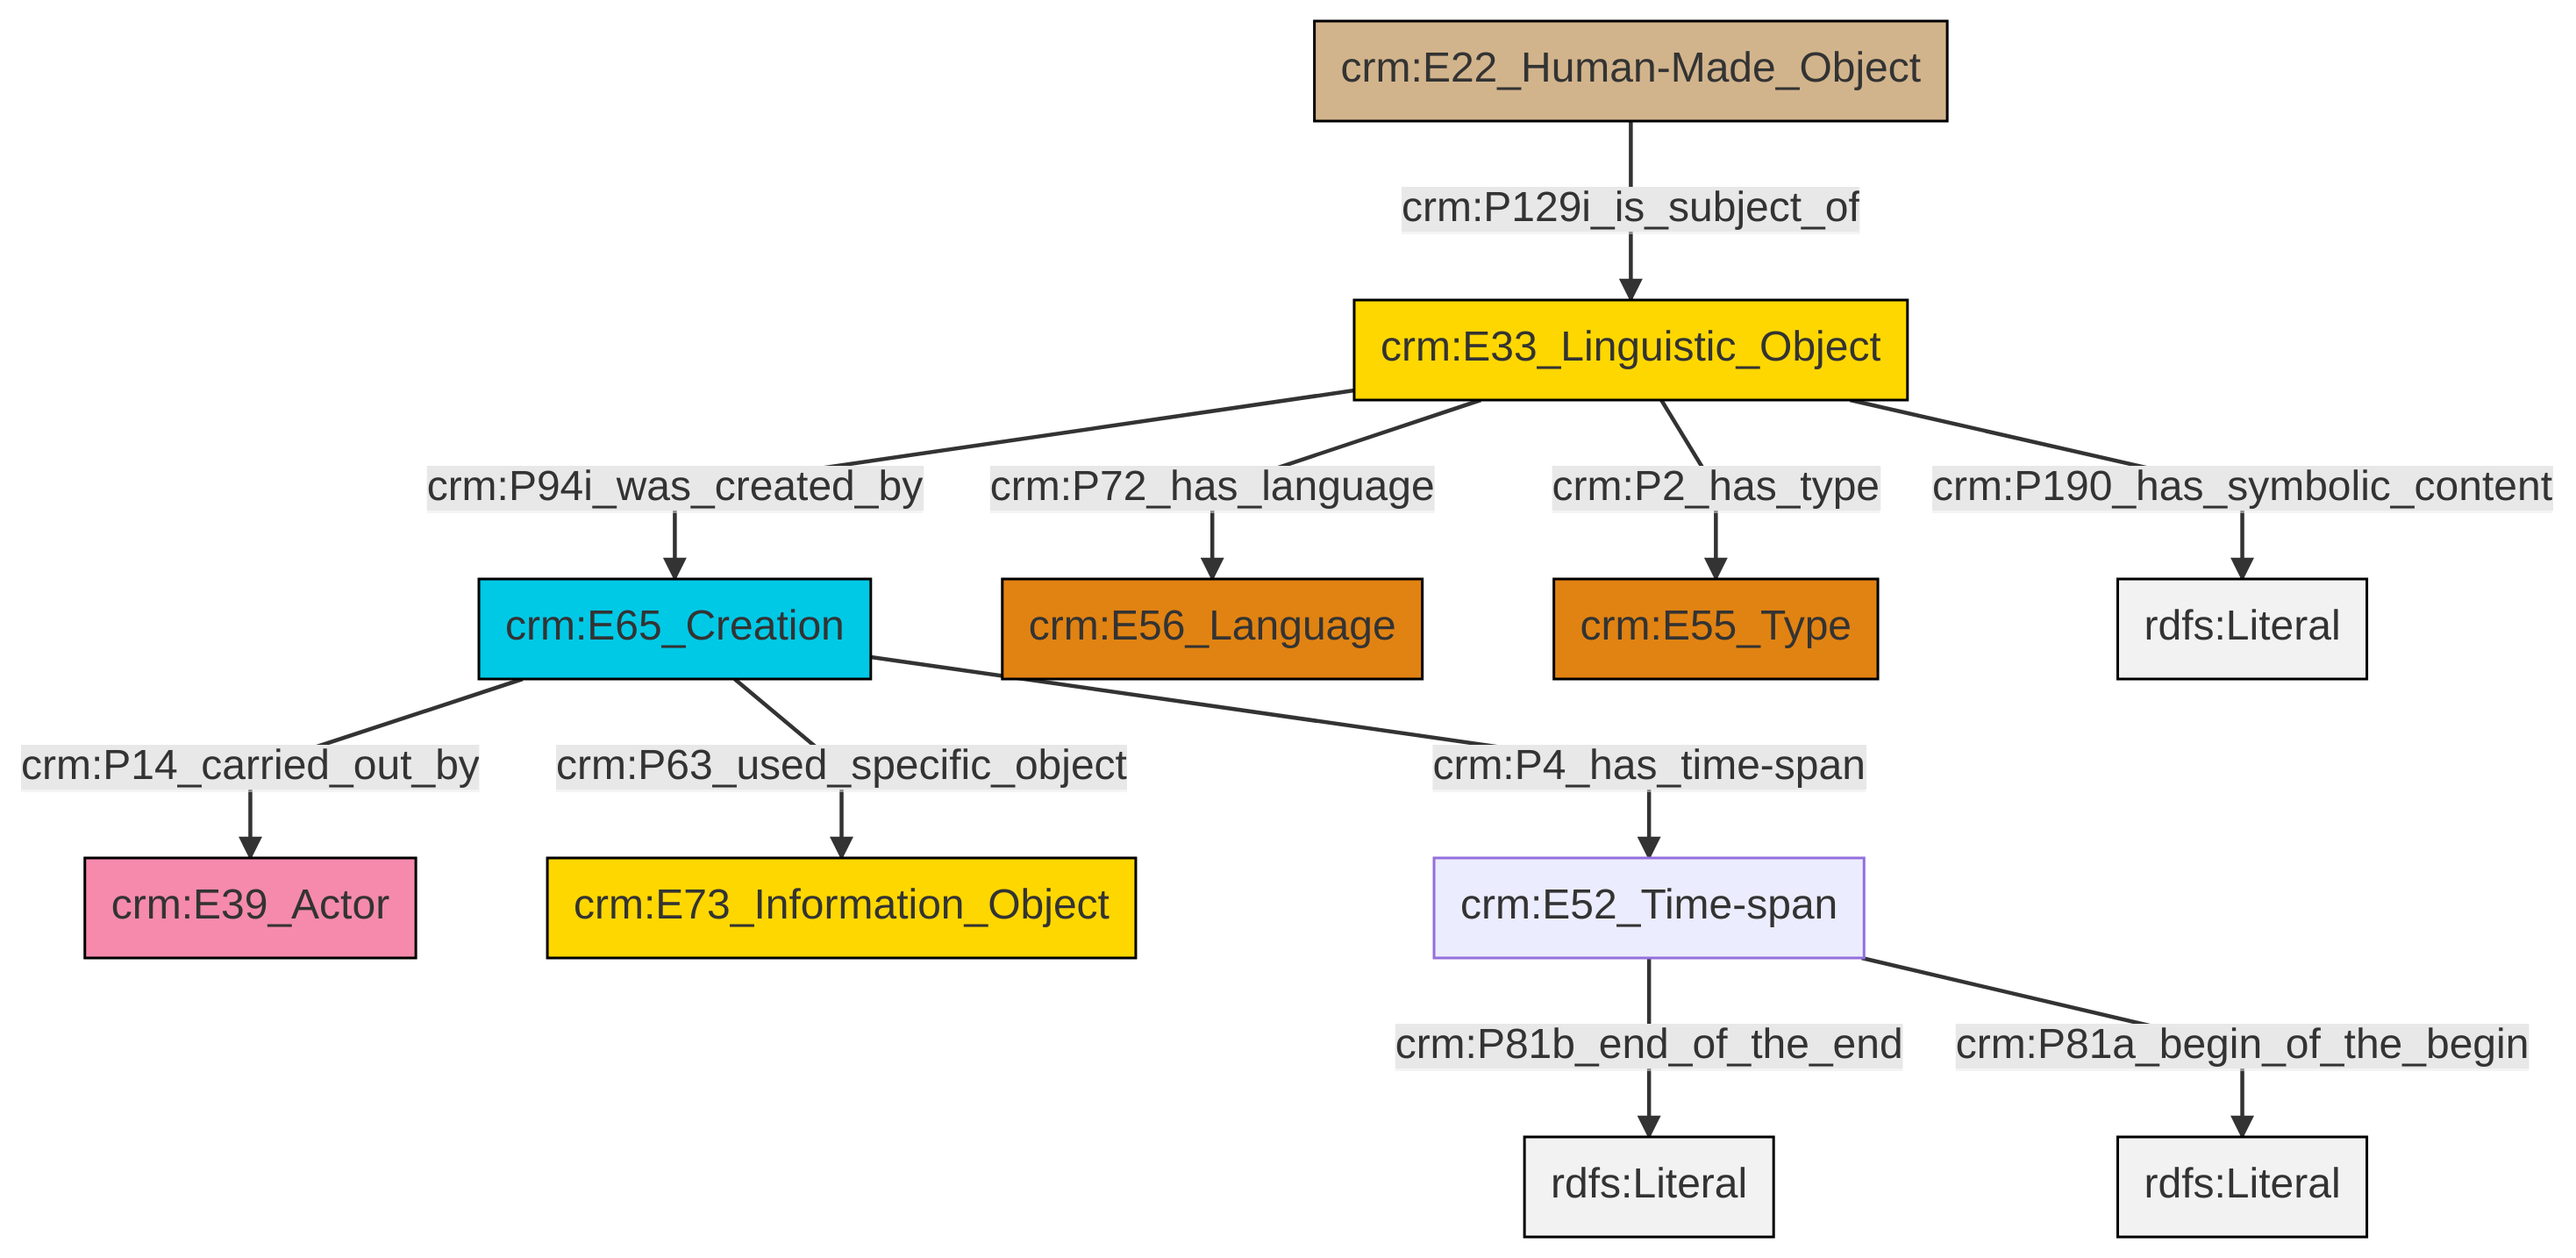 crm:E22_Human-Made_Object
crm:P129i_is_subject_of
crm:E33_Linguistic_Object
crm:P94i_was_created_by
crm:P72_has_language
crm:P2_has_type
crm:P190_has_symbolic_content
crm:E65_Creation
crm:E56_Language
crm:E55_Type
rdfs:Literal
crm:P14_carried_out_by
crm:P63_used_specific_object
crm:P4_has_time-span
crm:E39_Actor
crm:E73_Information_Object
crm:E52_Time-span
crm:P81b_end_of_the_end
crm:P81a_begin_of_the_begin
rdfs:Literal
rdfs:Literal